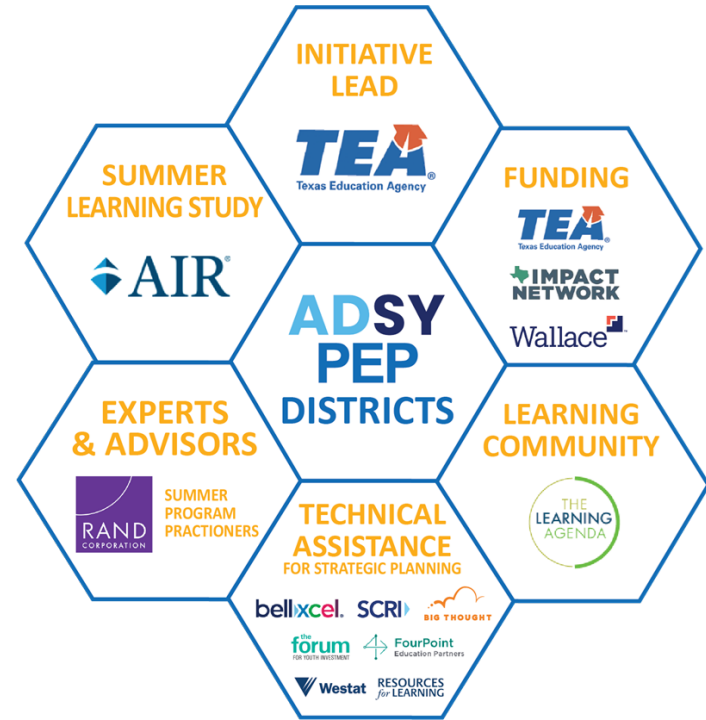 INITIATIVE
LEAD
TEA®
Texas Education Agency
SUMMER
LEARNING STUDY
AIR®
FUNDING
TEA®
Texas Education Agency
IMPACT
NETWORK
Wallace
ADSY
PEP
DISTRICTS
EXPERTS
& ADVISORS
RAND
CORPORATION
SUMMER
PROGRAM
PRACTIONERS
LEARNING
COMMUNITY
THE
LEARNING
AGENDA
TECHNICAL
ASSISTANCE
FOR STRATEGIC PLANNING
bellxcel®
SCRI
BIG THOUGHT
the
forum
FOR YOUTH INVESTMENT
FourPoint
Education Partners
Westat
RESOURCES
for LEARNING